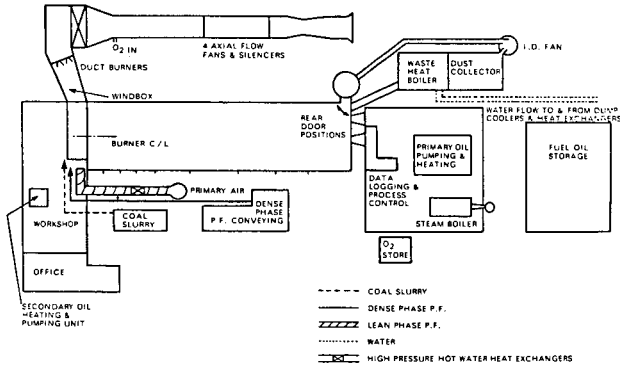 O2 IN
4 AXIAL FLOW
FANS & SILENCERS
I.D. FAN
DUCT BURNERS
WASTE
HEAT
BOILER
DUST
COLLECTOR
WINDBOX
WATER FLOW TO & FROM DUMP
COOLERS & HEAT EXCHANGERS
REAR
DOOR
POSITIONS
BURNER C/L
PRIMARY OIL
PUMPING &
HEATING
FUEL OIL
STORAGE
PRIMARY AIR
DATA
LOGGING &
PROCESS
CONTROL
DENSE
PHASE
P.F. CONVEYING
COAL
SLURRY
WORKSHOP
STEAM BOILER
O2
STORE
OFFICE
SECONDARY OIL
HEATING &
PUMPING UNIT
COAL SLURRY
DENSE PHASE P.F.
LEAN PHASE P.F.
WATER
HIGH PRESSURE HOT WATER HEAT EXCHANGERS